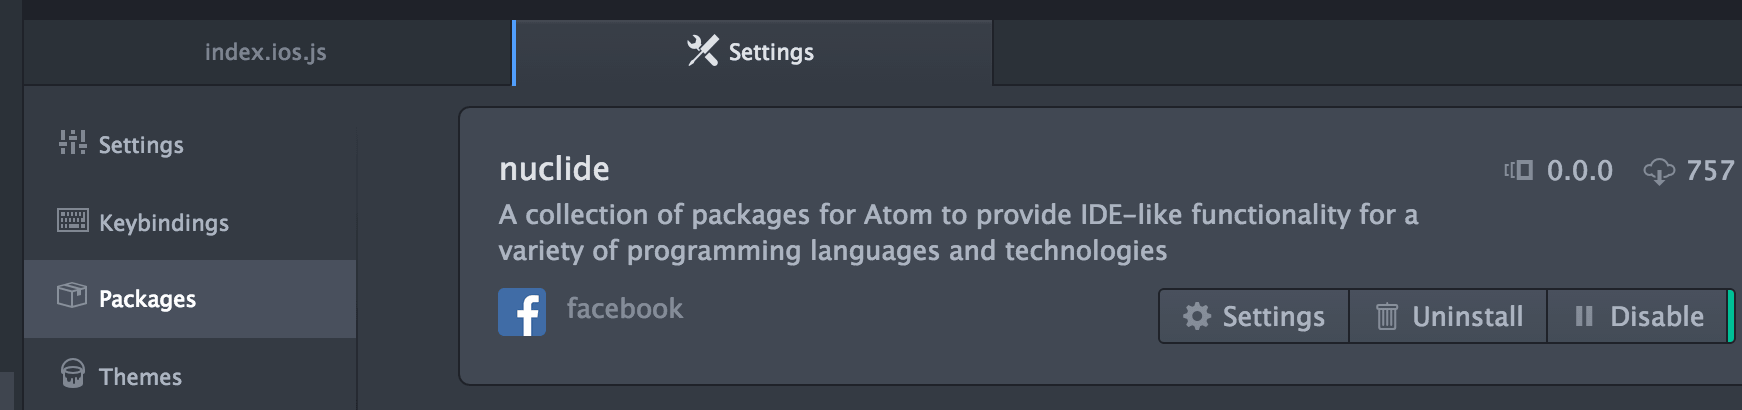 index.ios.js
Settings
Settings
Keybindings
Packages
Themes
nuclide
0.0.0
757
A collection of packages for Atom to provide IDE-like functionality for a
variety of programming languages and technologies
facebook
Settings
Uninstall
Disable